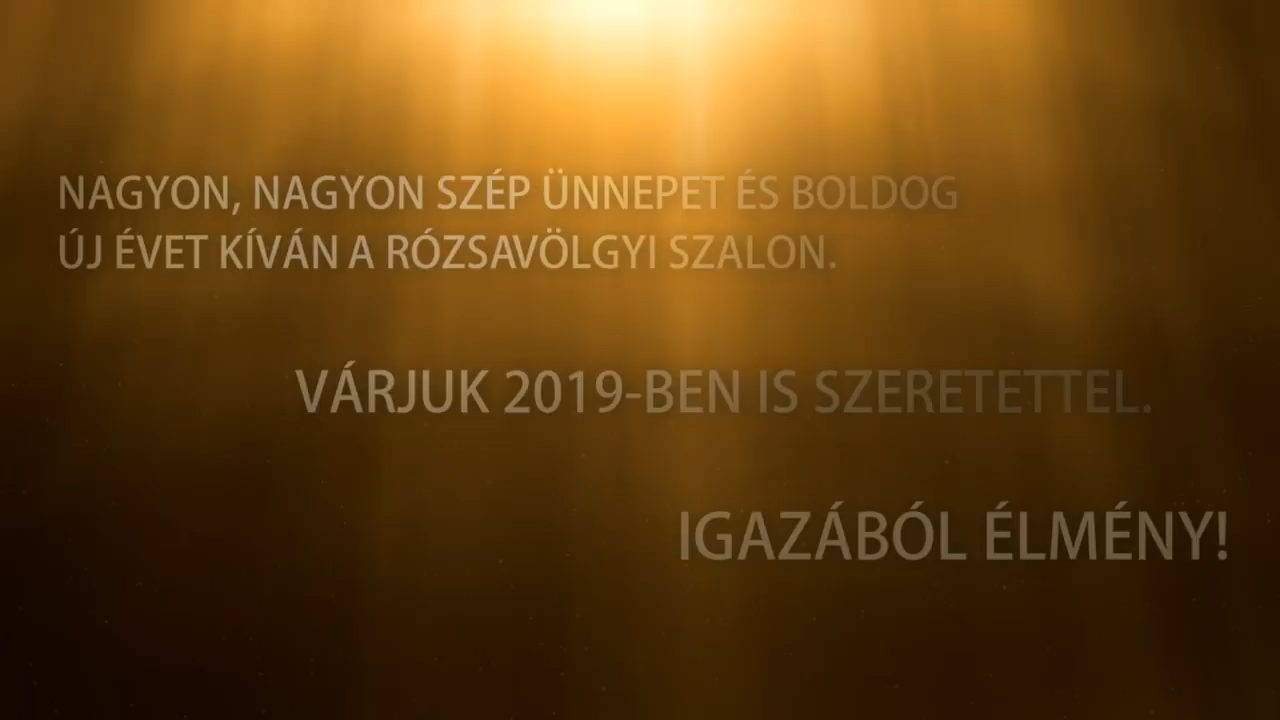 NAGYON, NAGYON SZÉP ÜNNEPET ÉS BOLDOG
ÚJ ÉVET KÍVÁN A RÓZSAVÖLGYI SZALON.
VÁRJUK 2019-BEN IS SZERETETTEL.
IGAZÁBÓL ÉLMÉNY!